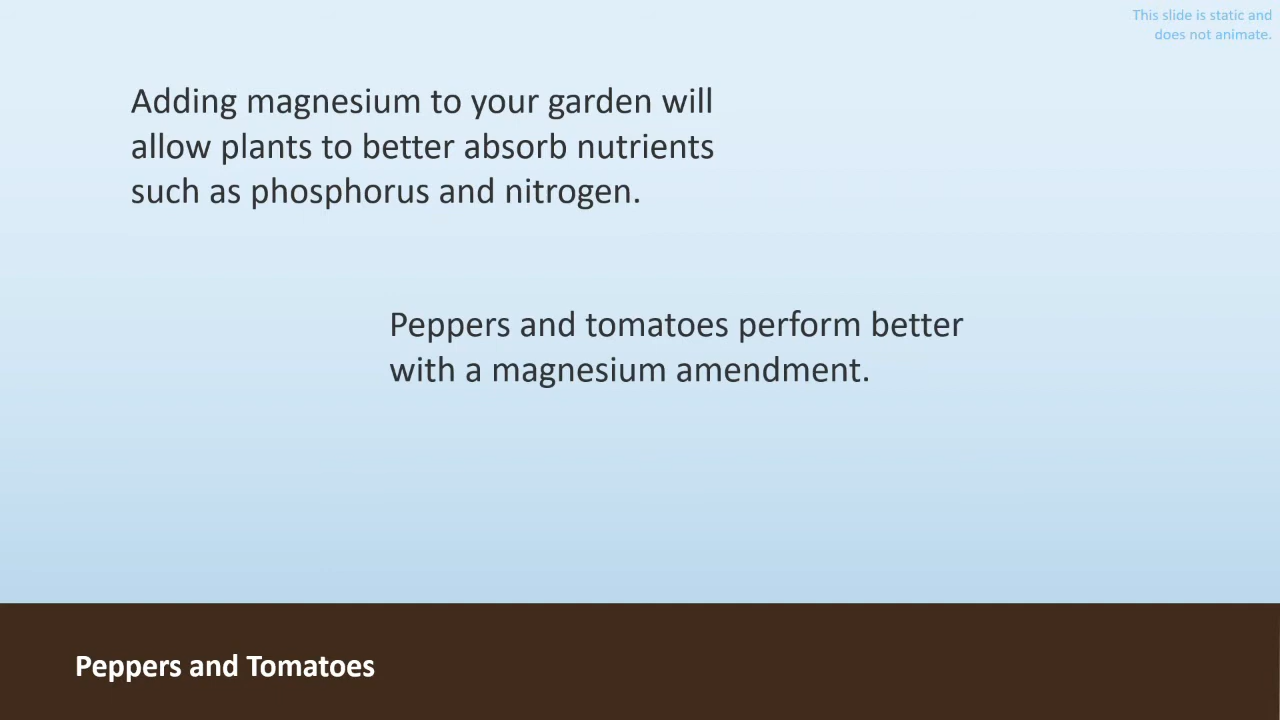 This slide is static and
does not animate.
Adding magnesium to your garden will
allow plants to better absorb nutrients
such as phosphorus and nitrogen.
Peppers and tomatoes perform better
with a magnesium amendment.
Peppers and Tomatoes